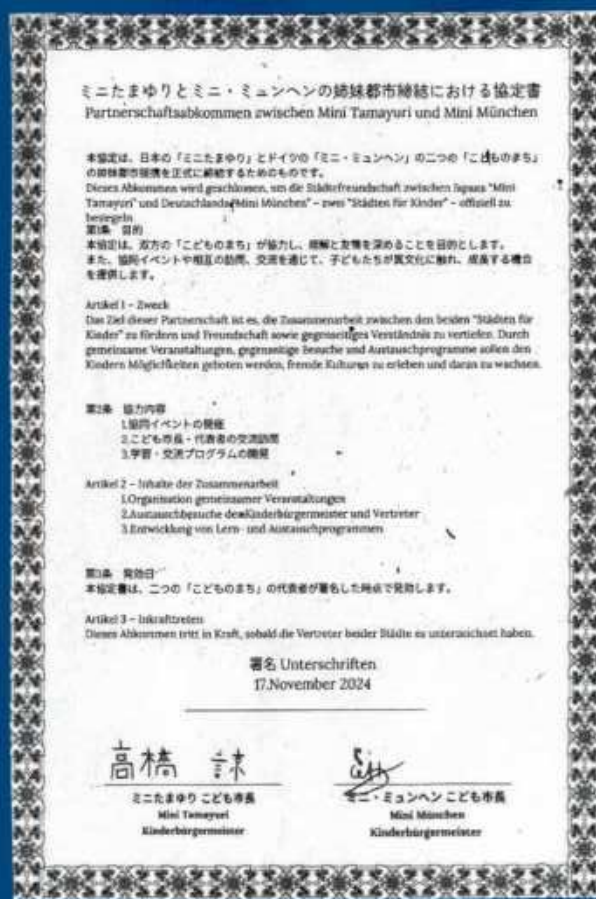 ミニたまゆりとミニ・ミュンヘンの姉妹都市締結における協定書
Partnerschaftsabkommen zwischen Mini Tamayuri und Mini München
本協定は、日本の「ミニたまゆり」とドイツの「ミニ・ミュンヘン」の二つの「こどものまち」
の姉妹都市提携を正式に締結するためのものです。
Dieses Abkommen wird geschlossen, um die Städtefreundschaft zwischen Japans "Mini
Tamayuri" und Deutschlands "Mini München" – zwei "Städten für Kinder" – offiziell zu
besiegeln.
第1条 目的
本協定は、双方の「こどものまち」が協力し、理解と友情を深めることを目的とします。
また、協同イベントや相互の訪問、交流を通じて、子どもたちが異文化に触れ、成長する機会
を提供します。
Artikel 1 – Zweck
Das Ziel dieser Partnerschaft ist es, die Zusammenarbeit zwischen den beiden "Städten für
Kinder" zu fördern und Freundschaft sowie gegenseitiges Verständnis zu vertiefen. Durch
gemeinsame Veranstaltungen, gegenseitige Besuche und Austauschprogramme sollen den
Kindern Möglichkeiten geboten werden, fremde Kulturen zu erleben und daran zu wachsen.
第2条 協力内容
1.協同イベントの開催
2.こども市長・代表者の交流訪問
3.学習・交流プログラムの開発
Artikel 2 – Inhalte der Zusammenarbeit
1.Organisation gemeinsamer Veranstaltungen
2.Austauschbesuche der Kinderbürgermeister und Vertreter
3.Entwicklung von Lern- und Austauschprogrammen
第3条 発効日
本協定書は、二つの「こどものまち」の代表者が署名した時点で発効します。
Artikel 3 – Inkrafttreten
Dieses Abkommen tritt in Kraft, sobald die Vertreter beider Städte es unterzeichnet haben.
署名 Unterschriften
17.November 2024
高橋 諒
ミニたまゆり こども市長
ミニ・ミュンヘン こども市長
Mini Tamayuri
Mini München
Kinderbürgermeister
Kinderbürgermeister